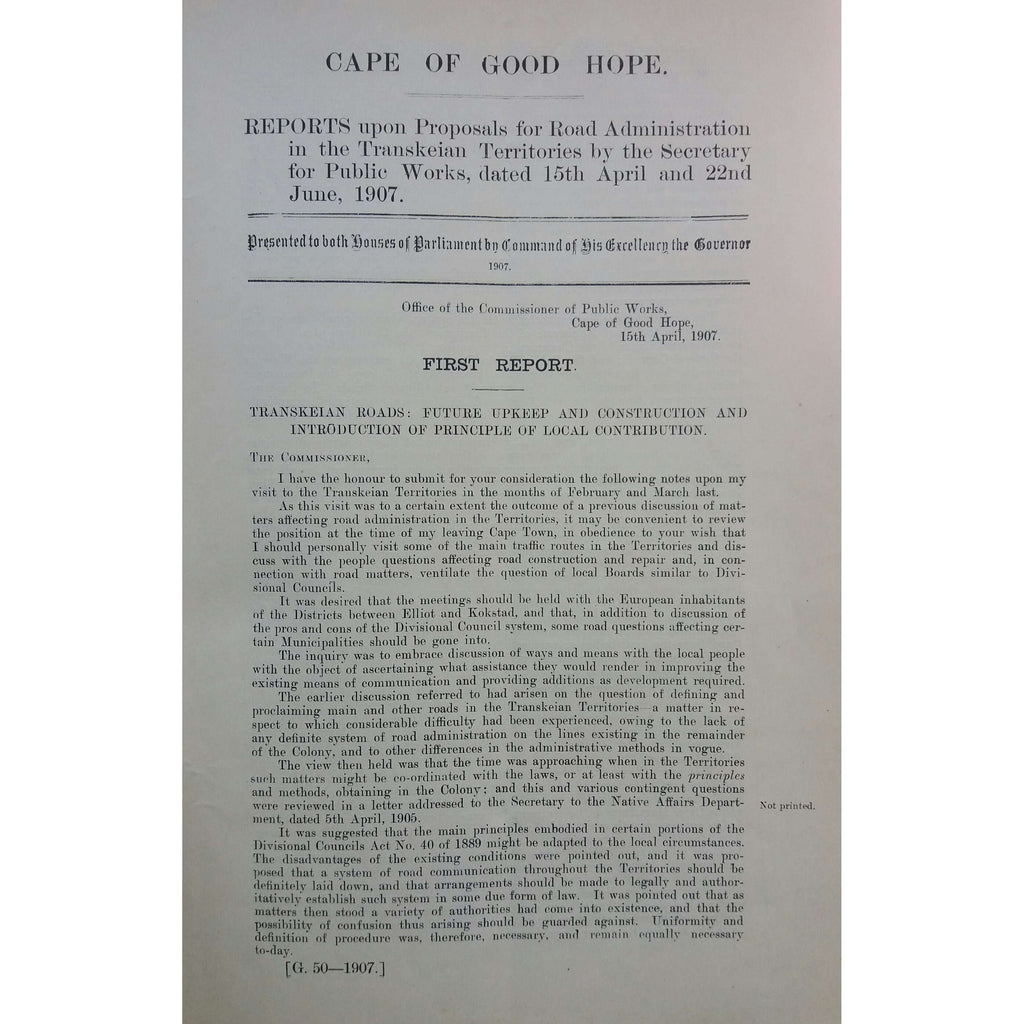 CAPE OF GOOD HOPE.
REPORTS upon Proposals for Road Administration
in the Transkeian Territories by the Secretary
for Public Works, dated 15th April and 22nd
June, 1907.
Presented to both Houses of Parliament by Command of His Excellency the Governor
1907.
Office of the Commissioner of Public Works,
Cape of Good Hope,
15th April, 1907.
FIRST REPORT.
TRANSKEIAN ROADS: FUTURE UPKEEP AND CONSTRUCTION AND
INTRODUCTION OF PRINCIPLE OF LOCAL CONTRIBUTION.
THE COMMISSIONER,
I have the honour to submit for your consideration the following notes upon my
visit to the Transkeian Territories in the months of February and March last.
As this visit was to a certain extent the outcome of a previous discussion of mat-
ters affecting road administration in the Territories, it may be convenient to review
the position at the time of my leaving Cape Town, in obedience to your wish that
I should personally visit some of the main traffic routes in the Territories and dis-
cuss with the people questions affecting road construction and repair and, in con-
nection with road matters, ventilate the question of local Boards similar to Divi-
sional Councils.
It was desired that the meetings should be held with the European inhabitants
of the Districts between Elliot and Kokstad, and that, in addition to discussion of
the pros and cons of the Divisional Council system, some road questions affecting cer-
tain Municipalities should be gone into.
The inquiry was to embrace discussion of ways and means with the local people
with the object of ascertaining what assistance they would render in improving the
existing means of communication and providing additions as development required.
The earlier discussion referred to had arisen on the question of defining and
proclaiming main and other roads in the Transkeian Territories—a matter in re-
spect to which considerable difficulty had been experienced, owing to the lack of
any definite system of road administration on the lines existing in the remainder
of the Colony, and to other differences in the administrative methods in vogue.
The view then held was that the time was approaching when in the Territories
such matters might be co-ordinated with the laws, or at least with the principles
and methods, obtaining in the Colony; and this and various contingent questions
were reviewed in a letter addressed to the Secretary to the Native Affairs Depart-
ment, dated 5th April, 1905.
Not printed.
It was suggested that the main principles embodied in certain portions of the
Divisional Councils Act No. 40 of 1889 might be adapted to the local circumstances.
The disadvantages of the existing conditions were pointed out, and it was pro-
posed that a system of road communication throughout the Territories should be
definitely laid down, and that arrangements should be made to legally and author-
itatively establish such system in some due form of law. It was pointed out that as
matters then stood a variety of authorities had come into existence, and that the
possibility of confusion thus arising should be guarded against. Uniformity and
definition of procedure was, therefore, necessary, and remain equally necessary
to-day.
[G. 50—1907.]